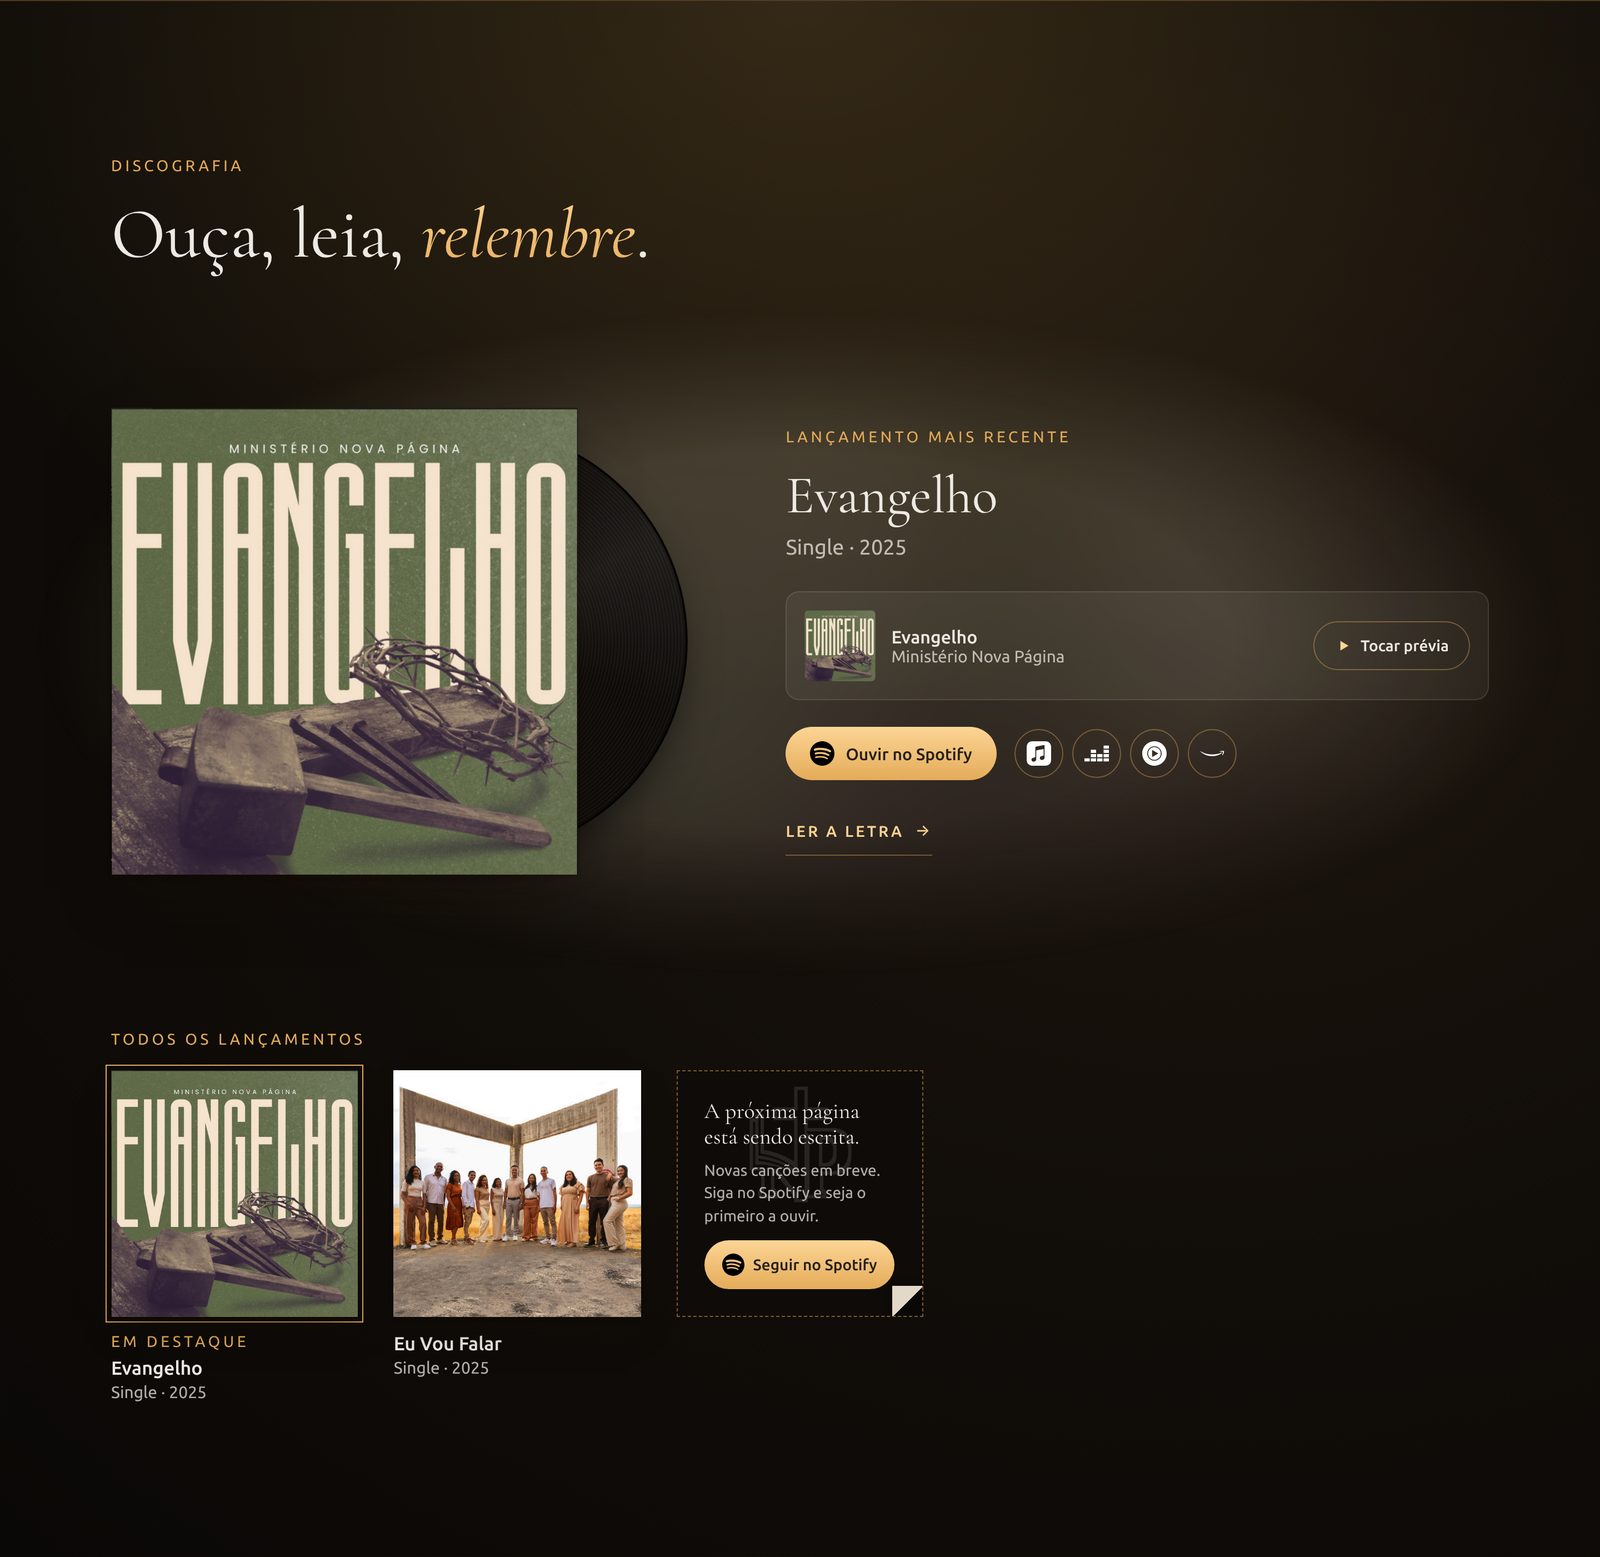 DISCOGRAFIA
Ouça, leia, relembre.
MINISTÉRIO NOVA PÁGINA
EVANGELHO
LANÇAMENTO MAIS RECENTE
Evangelho
Single · 2025
EVANGELHO
Evangelho
Ministério Nova Página
Tocar prévia
Ouvir no Spotify
LER A LETRA →
TODOS OS LANÇAMENTOS
MINISTÉRIO NOVA PÁGINA
EVANGELHO
EM DESTAQUE
Evangelho
Single · 2025
Eu Vou Falar
Single · 2025
A próxima página
está sendo escrita.
Novas canções em breve.
Siga no Spotify e seja o
primeiro a ouvir.
Seguir no Spotify